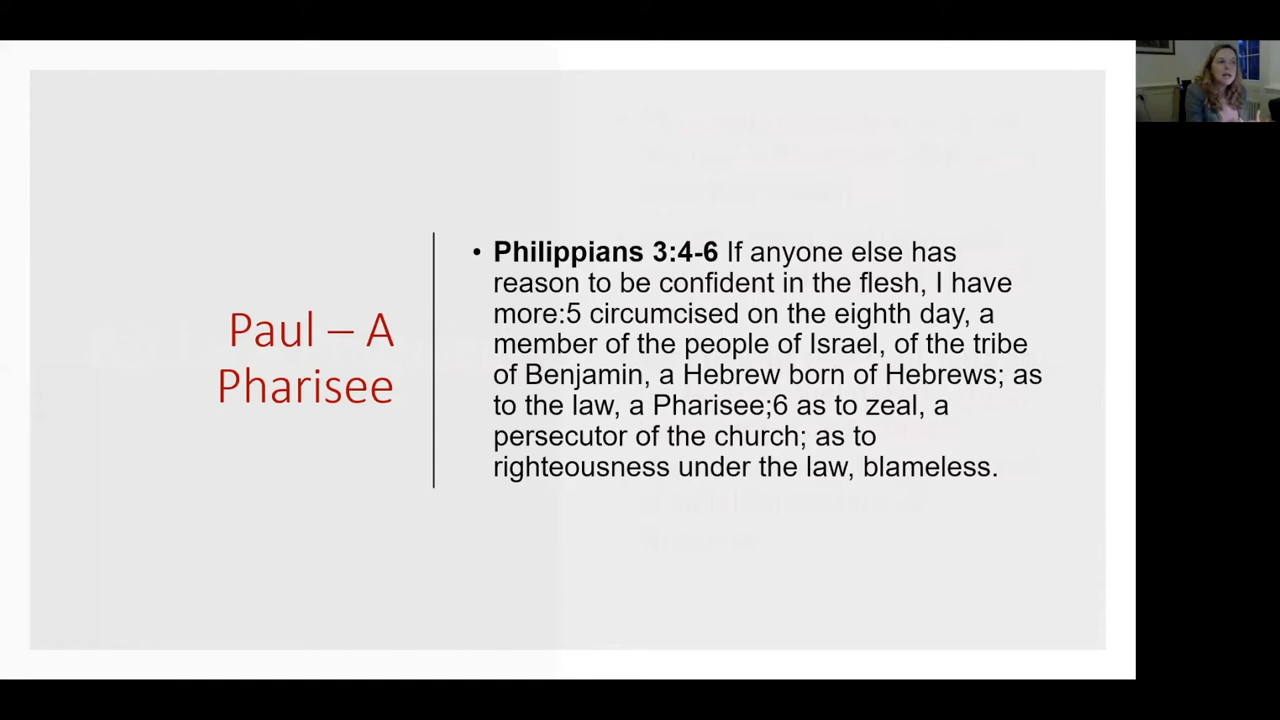 Paul – A
Pharisee
• Philippians 3:4-6 If anyone else has
reason to be confident in the flesh, I have
more:5 circumcised on the eighth day, a
member of the people of Israel, of the tribe
of Benjamin, a Hebrew born of Hebrews; as
to the law, a Pharisee;6 as to zeal, a
persecutor of the church; as to
righteousness under the law, blameless.